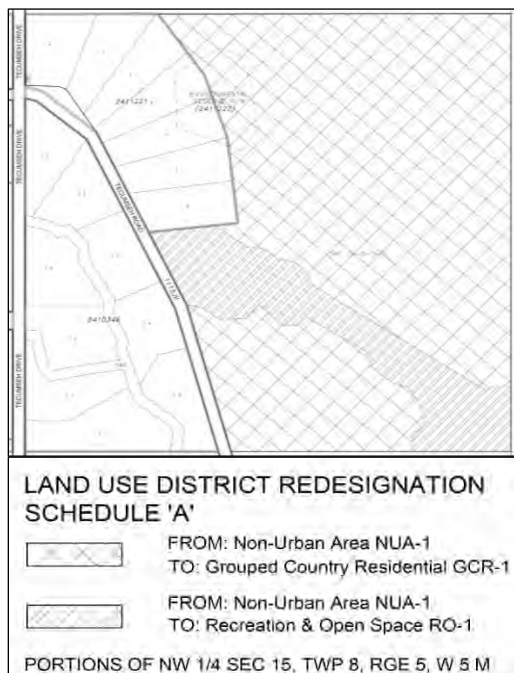 TECUMSEH DRIVE
TECUMSEH DRIVE
TECUMSEH DRIVE
TECUMSEH ROAD
8410346
LAND USE DISTRICT REDESIGNATION
SCHEDULE 'A'
FROM: Non-Urban Area NUA-1
TO: Grouped Country Residential GCR-1
FROM: Non-Urban Area NUA-1
TO: Recreation & Open Space RO-1
PORTIONS OF NW 1/4 SEC 15, TWP 8, RGE 5, W 5 M